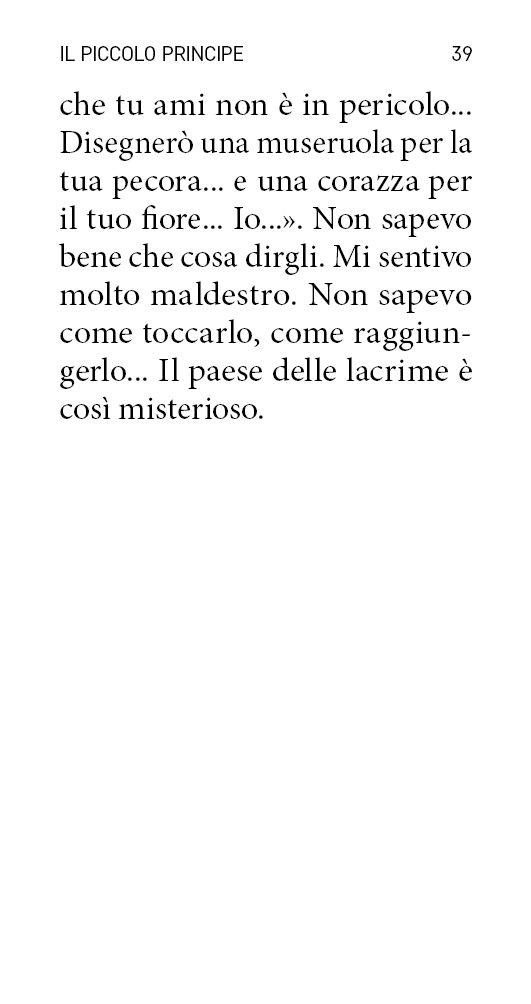 IL PICCOLO PRINCIPE 39
che tu ami non è in pericolo...
Disegnerò una museruola per la
tua pecora... e una corazza per
il tuo fiore... Io...». Non sapevo
bene che cosa dirgli. Mi sentivo
molto maldestro. Non sapevo
come toccarlo, come raggiun-
gerlo... Il paese delle lacrime è
così misterioso.